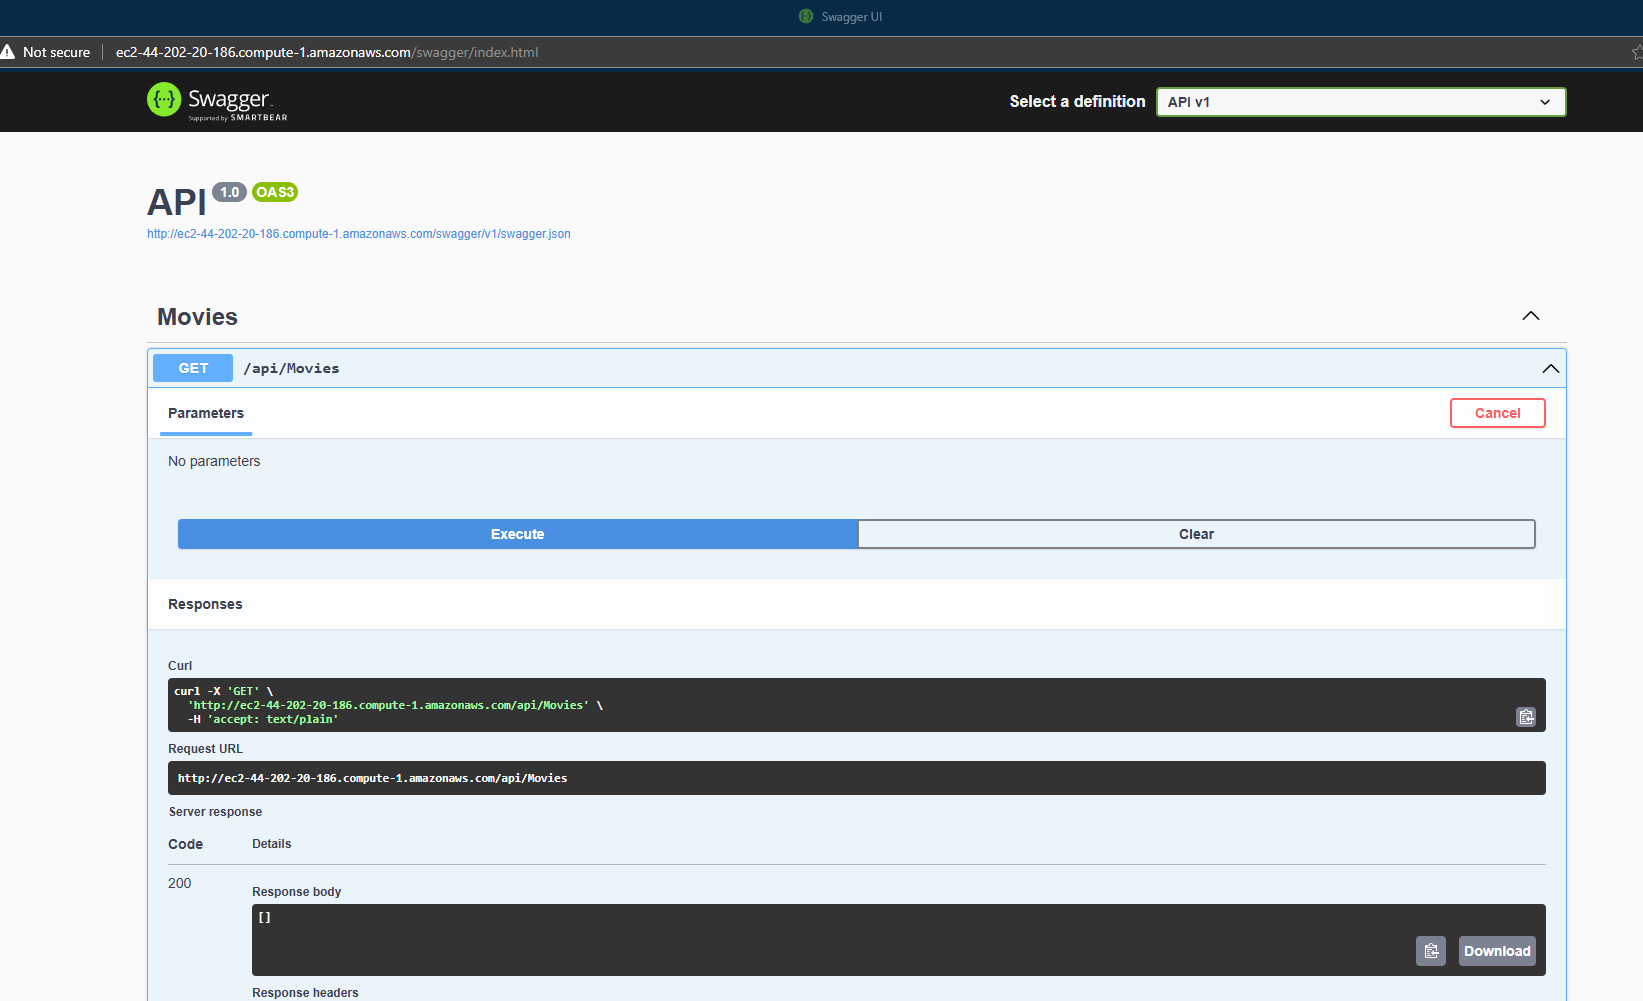 Swagger UI
Not secure ec2-44-202-20-186.compute-1.amazonaws.com/swagger/index.html
{···} Swagger.
Supported by SMARTBEAR
Select a definition API v1
API 1.0 OAS3
http://ec2-44-202-20-186.compute-1.amazonaws.com/swagger/v1/swagger.json
Movies
GET /api/Movies
Parameters Cancel
No parameters
Execute Clear
Responses
Curl
curl -X 'GET' \
'http://ec2-44-202-20-186.compute-1.amazonaws.com/api/Movies' \
-H 'accept: text/plain'
Request URL
http://ec2-44-202-20-186.compute-1.amazonaws.com/api/Movies
Server response
Code Details
200
Response body
[]
Download
Response headers